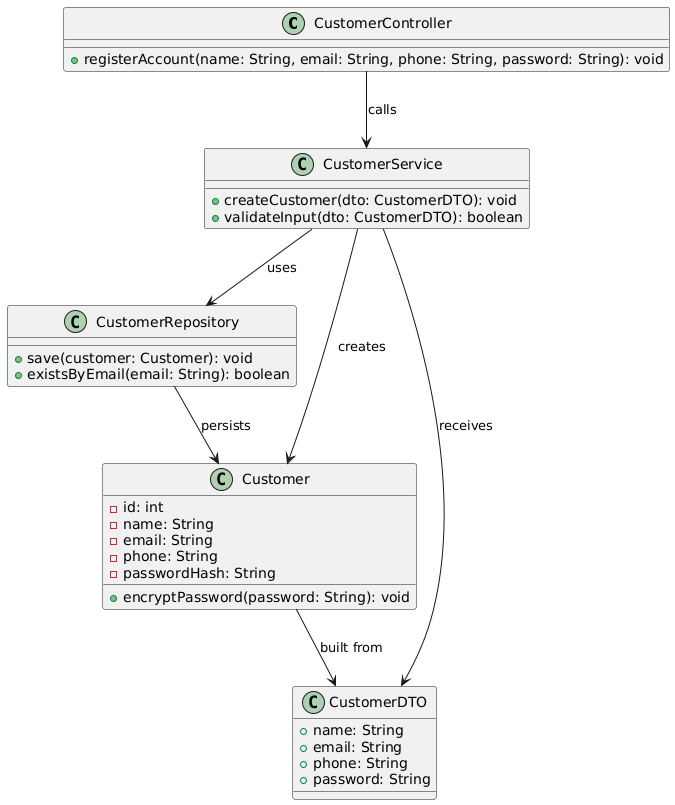 C CustomerController
registerAccount(name: String, email: String, phone: String, password: String): void
calls
C CustomerService
createCustomer(dto: CustomerDTO): void
validateInput(dto: CustomerDTO): boolean
uses
C CustomerRepository
save(customer: Customer): void
existsByEmail(email: String): boolean
creates
persists
receives
C Customer
id: int
name: String
email: String
phone: String
passwordHash: String
encryptPassword(password: String): void
built from
C CustomerDTO
name: String
email: String
phone: String
password: String